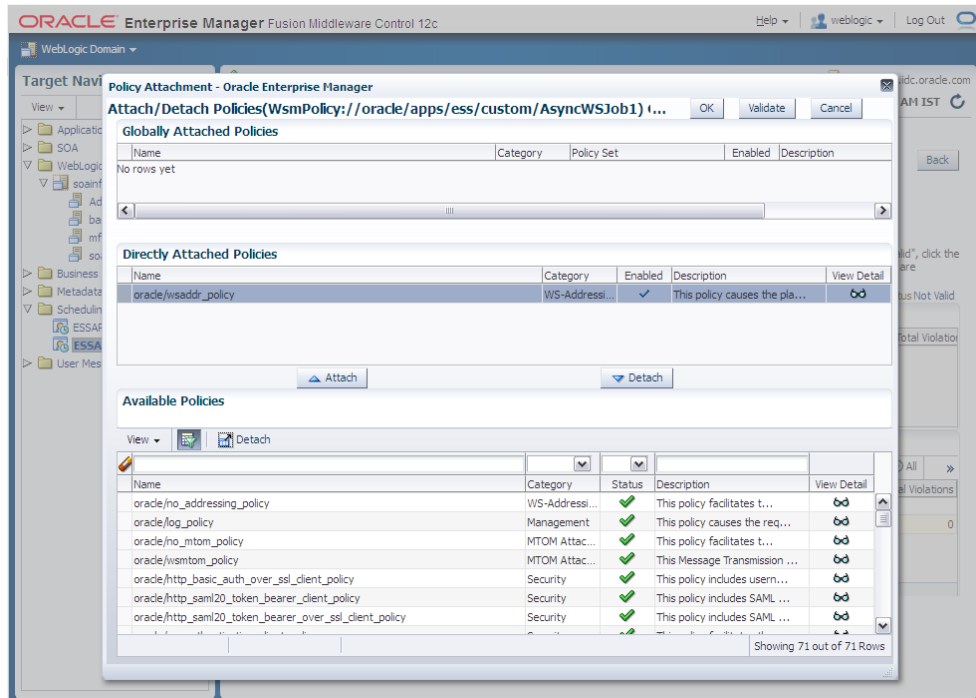 ORACLE Enterprise Manager Fusion Middleware Control 12c
Help weblogic Log Out
WebLogic Domain
Target Navi
idc.oracle.com
View
AM IST
Policy Attachment - Oracle Enterprise Manager
Attach/Detach Policies(WsmPolicy://oracle/apps/ess/custom/AsyncWSJob1) (... OK Validate Cancel
Globally Attached Policies
Name Category Policy Set Enabled Description
No rows yet
Back
Applicatio
SOA
WebLogic
soainf
Ad
ba
mf
so
Business
Metadata
Schedulin
ESSAP
ESSA
User Mes
Directly Attached Policies
Name Category Enabled Description View Detail
oracle/wsaddr_policy WS-Addressi... This policy causes the pla...
alid", click the
are
tus Not Valid
Total Violation
Attach Detach
Available Policies
View Detach
Name Category Status Description View Detail
oracle/no_addressing_policy WS-Addressi... This policy facilitates t...
oracle/log_policy Management This policy causes the req...
oracle/no_mtom_policy MTOM Attac... This policy facilitates t...
oracle/wsmtom_policy MTOM Attac... This Message Transmission ...
oracle/http_basic_auth_over_ssl_client_policy Security This policy includes usern...
oracle/http_saml20_token_bearer_client_policy Security This policy includes SAML ...
oracle/http_saml20_token_bearer_over_ssl_client_policy Security This policy includes SAML ...
All
al Violations
0
Showing 71 out of 71 Rows